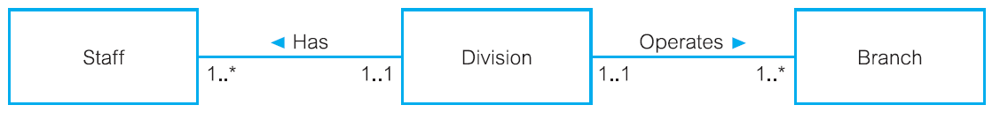 ◄ Has
Operates ►
Staff
Division
Branch
1..*
1..1
1..1
1..*